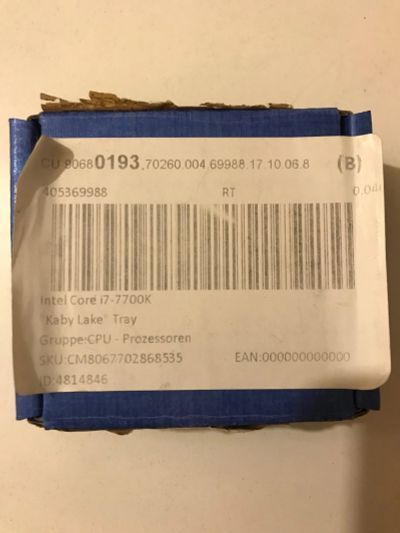 CU 90680193,70260.004.69988.17.10.06.8 (B)
405369988 RT
Intel Core i7-7700K
"Kaby Lake" Tray
Gruppe:CPU - Prozessoren
SKU:CM8067702868535 EAN:000000000000
ID:4814846